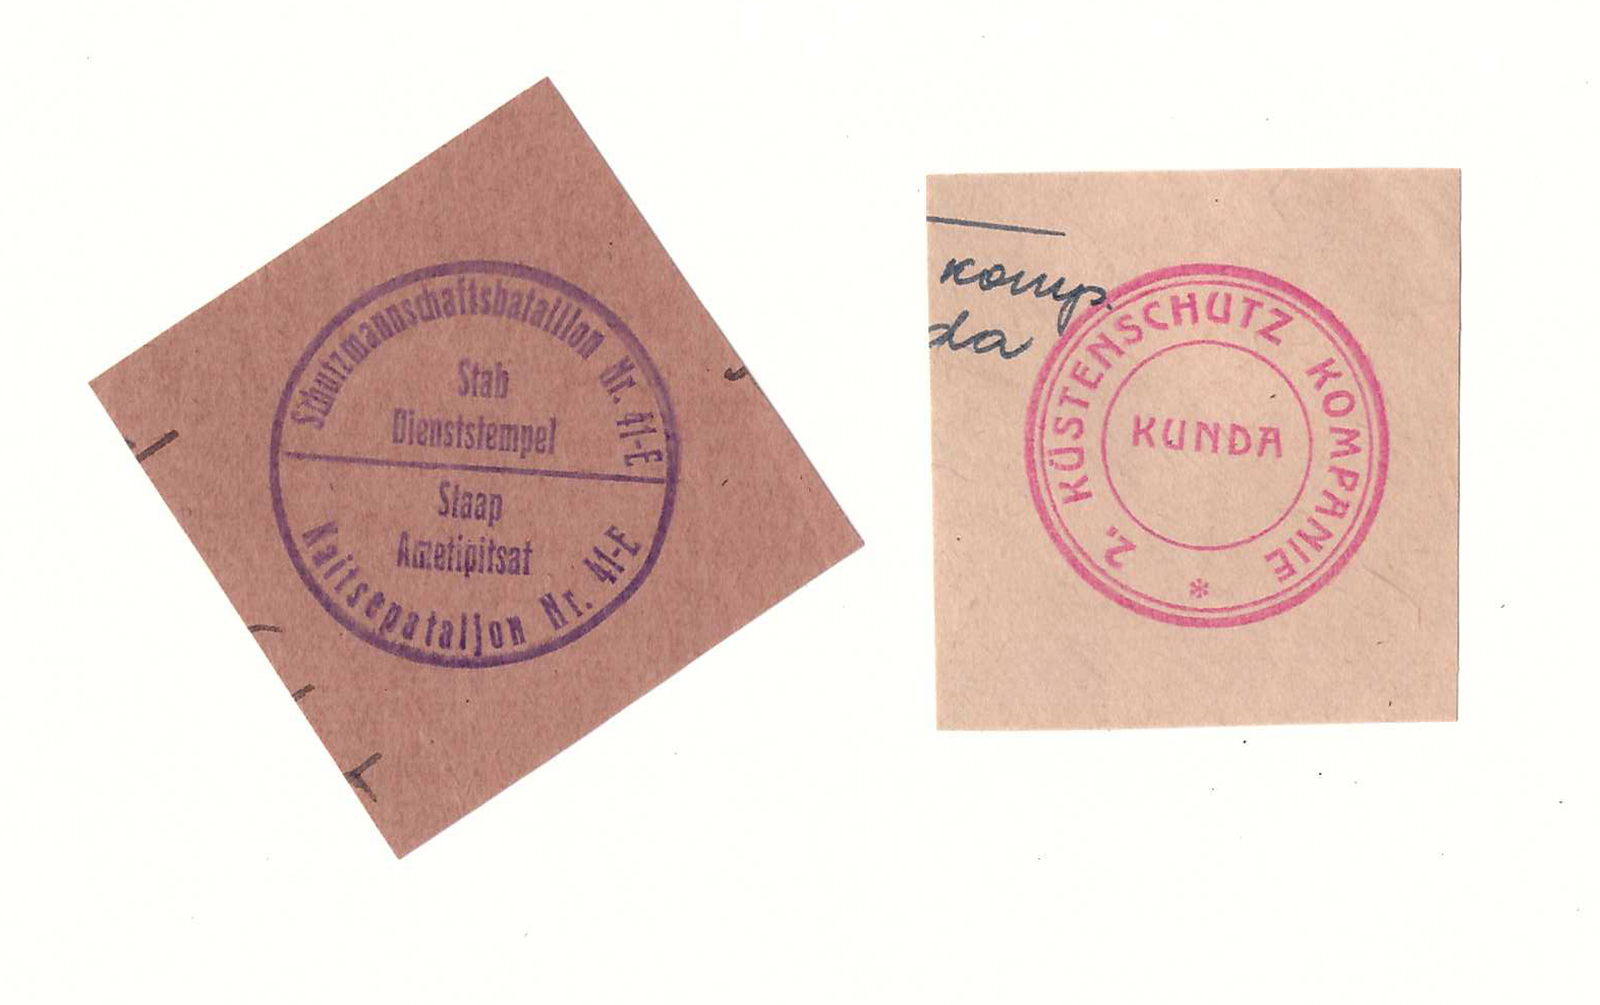 Schutzmannschaftsbataillon Nr. 41-E
Stab
Dienststempel
Staap
Ametipitsat
Kaitsepataljon Nr. 41-E
komp.
da
2. KÜSTENSCHUTZ KOMPANIE
KUNDA
*